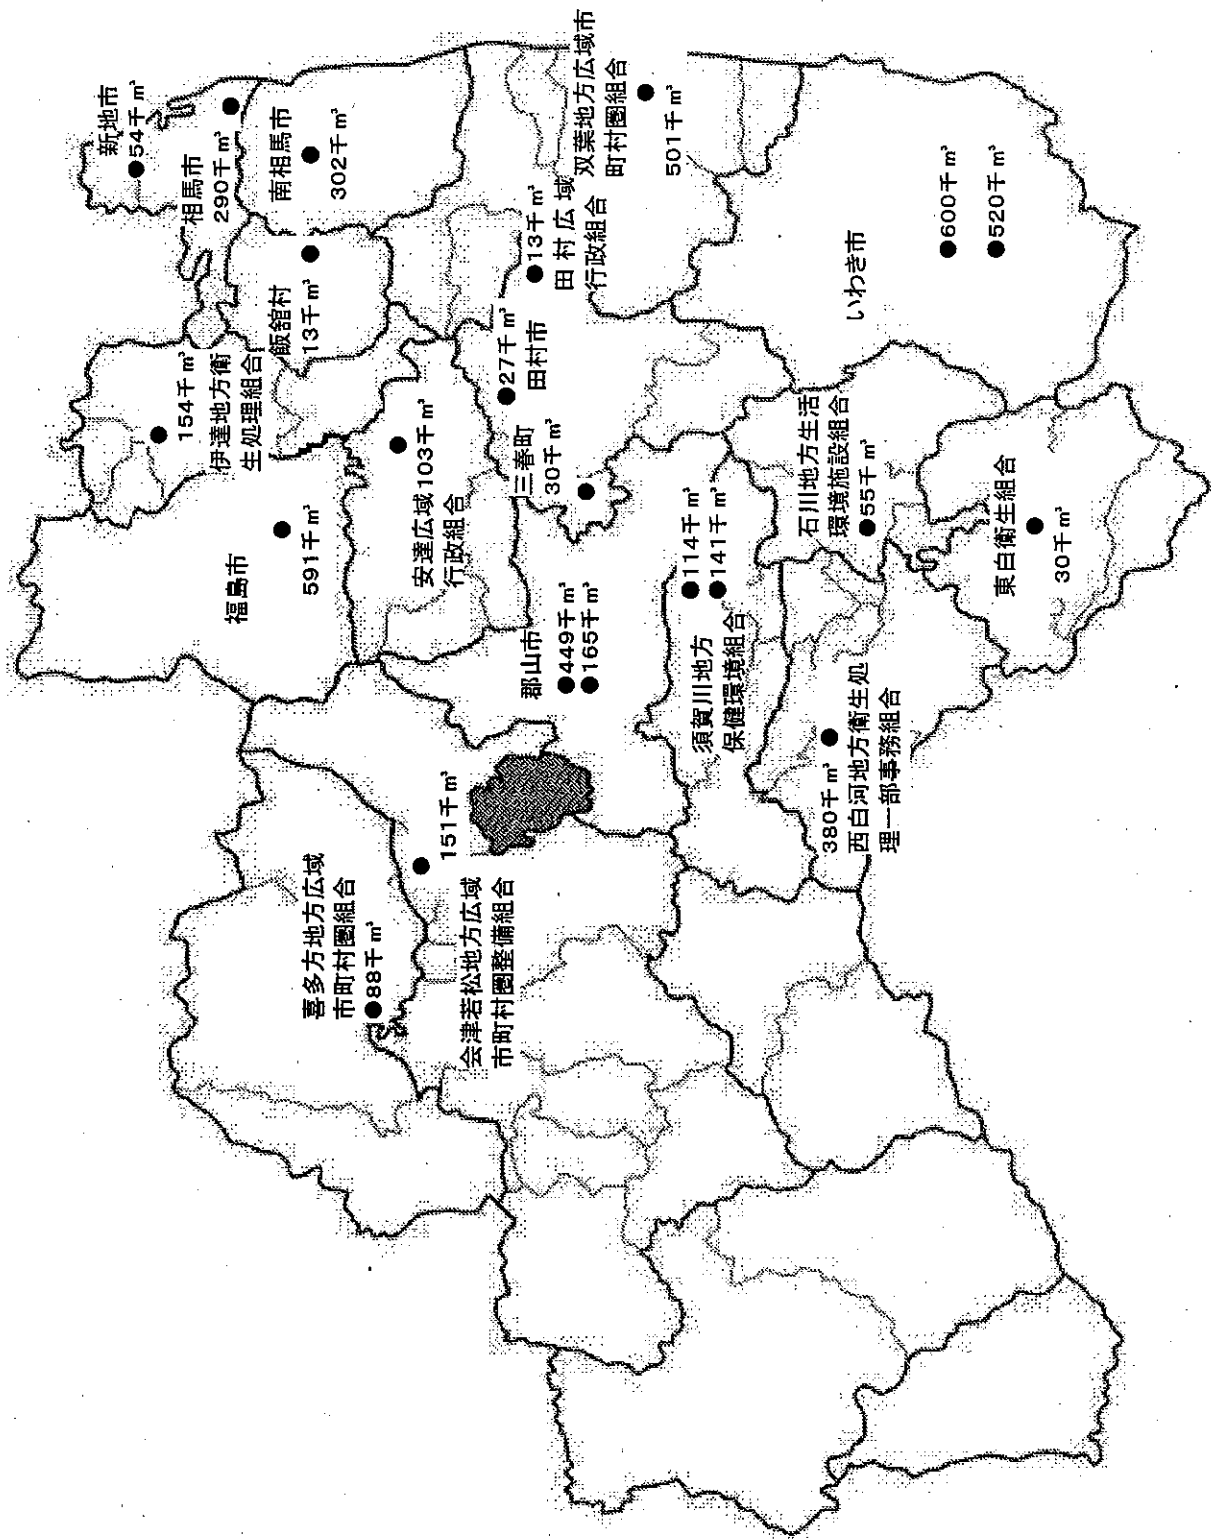 新地市
●54千㎥
相馬市
290千㎥
南相馬市
302千㎥
飯舘村
13千㎥
154千㎥
伊達地方衛
生処理組合
福島市
591千㎥
安達広域103千㎥
行政組合
●27千㎥
田村市
三春町
30千㎥
●13千㎥
田村広域
行政組合
双葉地方広域市
町村圏組合
501千㎥
いわき市
●600千㎥
●520千㎥
郡山市
●449千㎥
●165千㎥
●114千㎥
●141千㎥
須賀川地方
保健環境組合
石川地方生活
環境施設組合
●55千㎥
東白衛生組合
30千㎥
380千㎥
西白河地方衛生処
理一部事務組合
喜多方地方広域
市町村圏組合
●88千㎥
151千㎥
会津若松地方広域
市町村圏整備組合